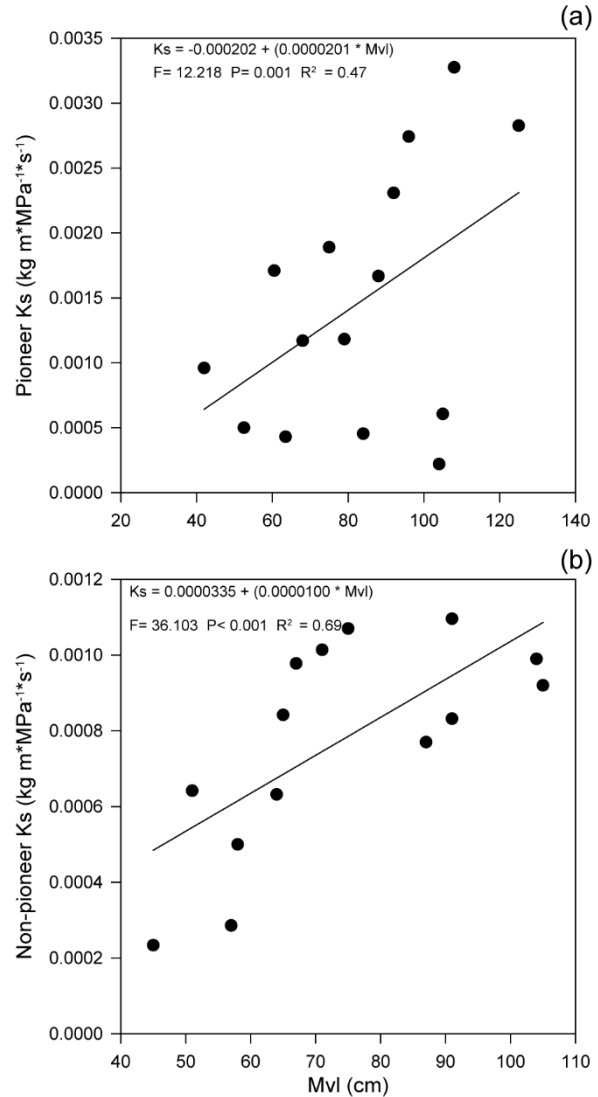 (a)
Ks = -0.000202 + (0.0000201 * Mvl)
F= 12.218 P= 0.001 R² = 0.47
0.0035
0.0030
0.0025
0.0020
0.0015
0.0010
0.0005
0.0000
Pioneer Ks (kg m*MPa⁻¹*s⁻¹)
20 40 60 80 100 120 140
(b)
Ks = 0.0000335 + (0.0000100 * Mvl)
F= 36.103 P< 0.001 R² = 0.69
0.0012
0.0010
0.0008
0.0006
0.0004
0.0002
0.0000
Non-pioneer Ks (kg m*MPa⁻¹*s⁻¹)
40 50 60 70 80 90 100 110
Mvl (cm)